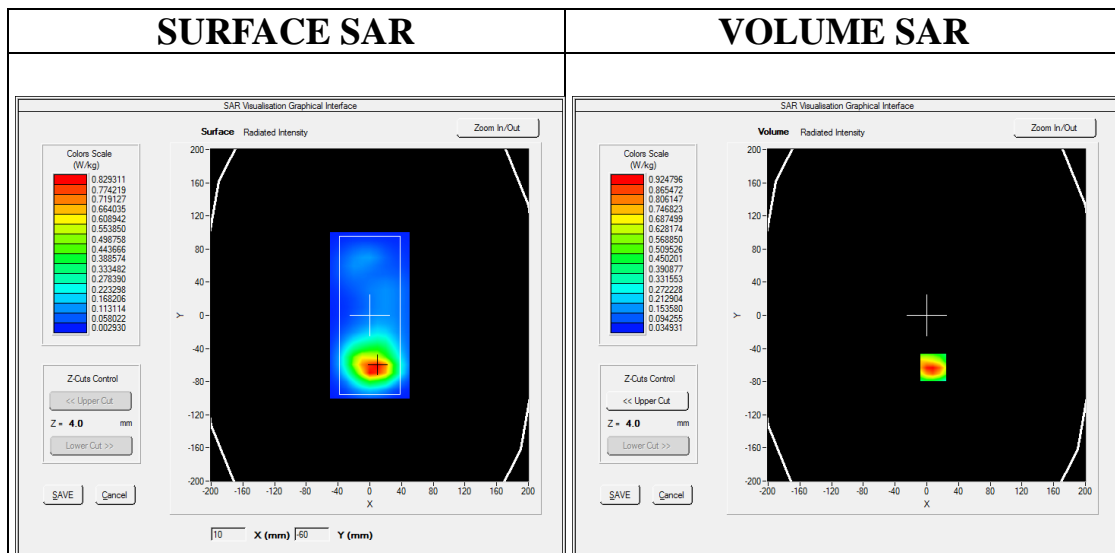 SURFACE SAR
VOLUME SAR
SAR Visualisation Graphical Interface
Surface Radiated Intensity
Zoom In/Out
Colors Scale
(W/kg)
0.829311
0.774219
0.719127
0.664035
0.608942
0.553850
0.498758
0.443666
0.388574
0.333482
0.278390
0.223298
0.168206
0.113114
0.058022
0.002930
Z-Cuts Control
<< Upper Cut
Z = 4.0 mm
Lower Cut >>
SAVE Cancel
200
160
120
80
40
0
-40
-80
-120
-160
-200
Y
-200 -160 -120 -80 -40 0 40 80 120 160 200
X
10 X (mm) -60 Y (mm)
SAR Visualisation Graphical Interface
Volume Radiated Intensity
Zoom In/Out
Colors Scale
(W/kg)
0.924796
0.865472
0.806147
0.746823
0.687499
0.628174
0.568850
0.509526
0.450201
0.390877
0.331553
0.272228
0.212904
0.153580
0.094255
0.034931
Z-Cuts Control
<< Upper Cut
Z = 4.0 mm
Lower Cut >>
SAVE Cancel
200
160
120
80
40
0
-40
-80
-120
-160
-200
Y
-200 -160 -120 -80 -40 0 40 80 120 160 200
X